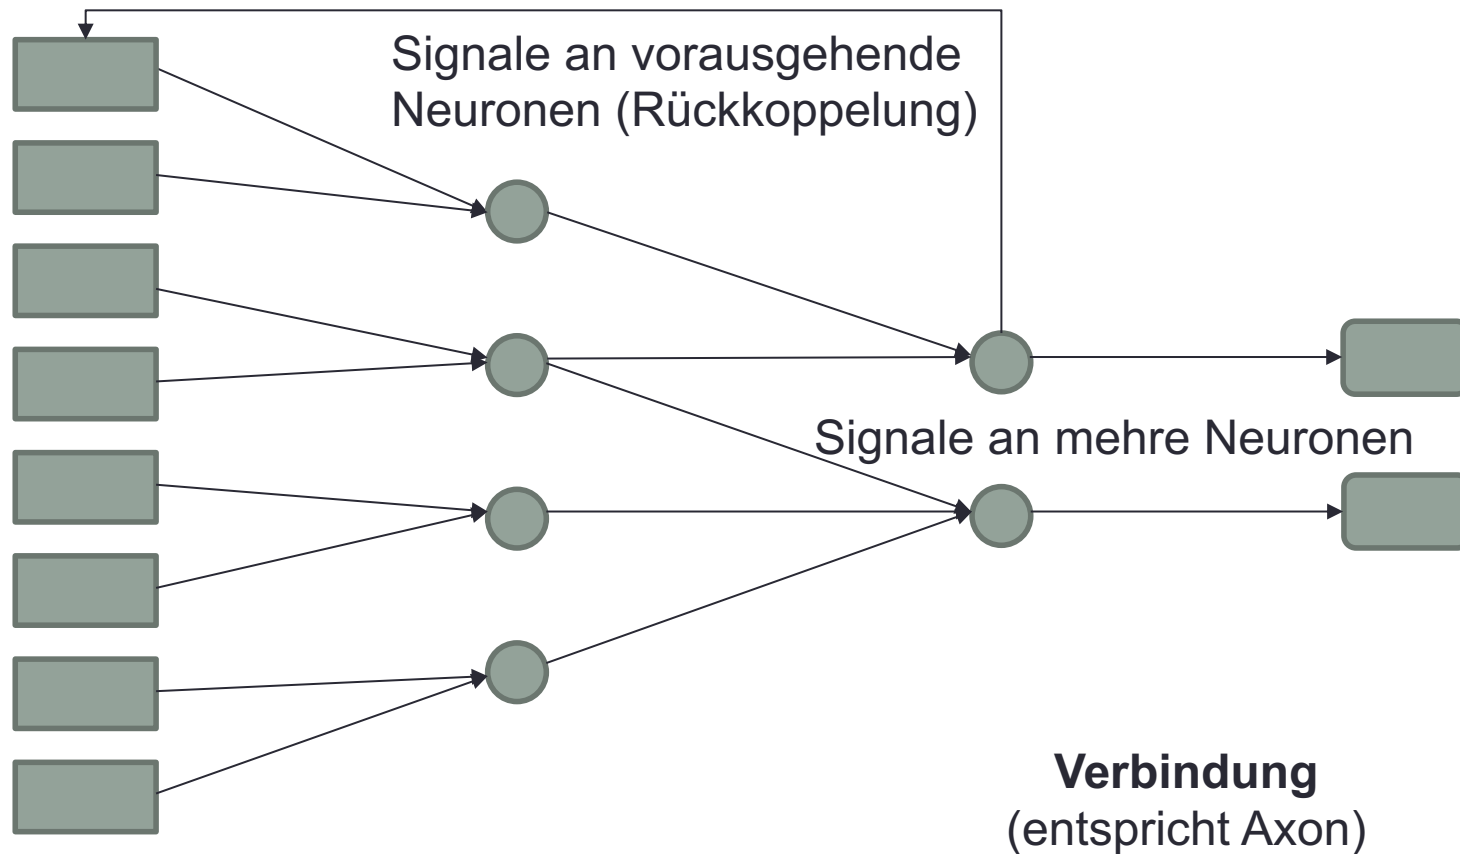 Signale an vorausgehende
Neuronen (Rückkoppelung)
Signale an mehre Neuronen
Verbindung
(entspricht Axon)